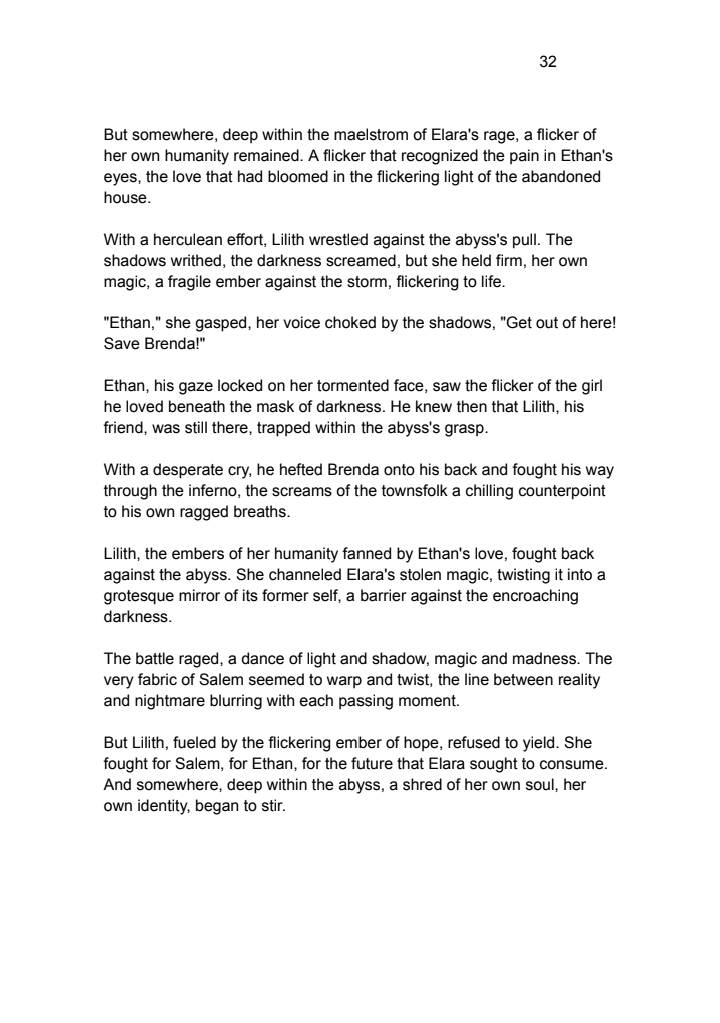 32
But somewhere, deep within the maelstrom of Elara's rage, a flicker of
her own humanity remained. A flicker that recognized the pain in Ethan's
eyes, the love that had bloomed in the flickering light of the abandoned
house.
With a herculean effort, Lilith wrestled against the abyss's pull. The
shadows writhed, the darkness screamed, but she held firm, her own
magic, a fragile ember against the storm, flickering to life.
"Ethan," she gasped, her voice choked by the shadows, "Get out of here!
Save Brenda!"
Ethan, his gaze locked on her tormented face, saw the flicker of the girl
he loved beneath the mask of darkness. He knew then that Lilith, his
friend, was still there, trapped within the abyss's grasp.
With a desperate cry, he hefted Brenda onto his back and fought his way
through the inferno, the screams of the townsfolk a chilling counterpoint
to his own ragged breaths.
Lilith, the embers of her humanity fanned by Ethan's love, fought back
against the abyss. She channeled Elara's stolen magic, twisting it into a
grotesque mirror of its former self, a barrier against the encroaching
darkness.
The battle raged, a dance of light and shadow, magic and madness. The
very fabric of Salem seemed to warp and twist, the line between reality
and nightmare blurring with each passing moment.
But Lilith, fueled by the flickering ember of hope, refused to yield. She
fought for Salem, for Ethan, for the future that Elara sought to consume.
And somewhere, deep within the abyss, a shred of her own soul, her
own identity, began to stir.